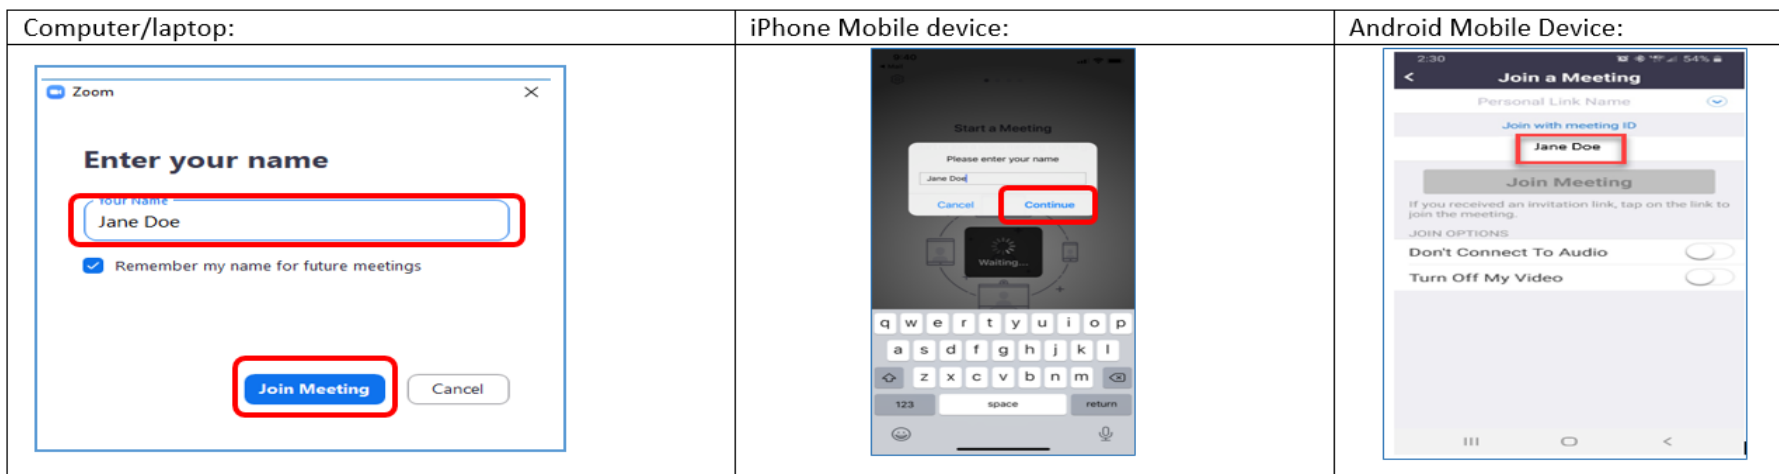 Computer/laptop:
iPhone Mobile device:
Android Mobile Device:
Zoom
Enter your name
Your Name
Jane Doe
Remember my name for future meetings
Join Meeting
Cancel
9:40
Mail
Start a Meeting
Please enter your name
Jane Doe
Cancel
Continue
Waiting...
q w e r t y u i o p
a s d f g h j k l
z x c v b n m
123
space
return
2:30
54%
Join a Meeting
Personal Link Name
Join with meeting ID
Jane Doe
Join Meeting
If you received an invitation link, tap on the link to
join the meeting.
JOIN OPTIONS
Don't Connect To Audio
Turn Off My Video